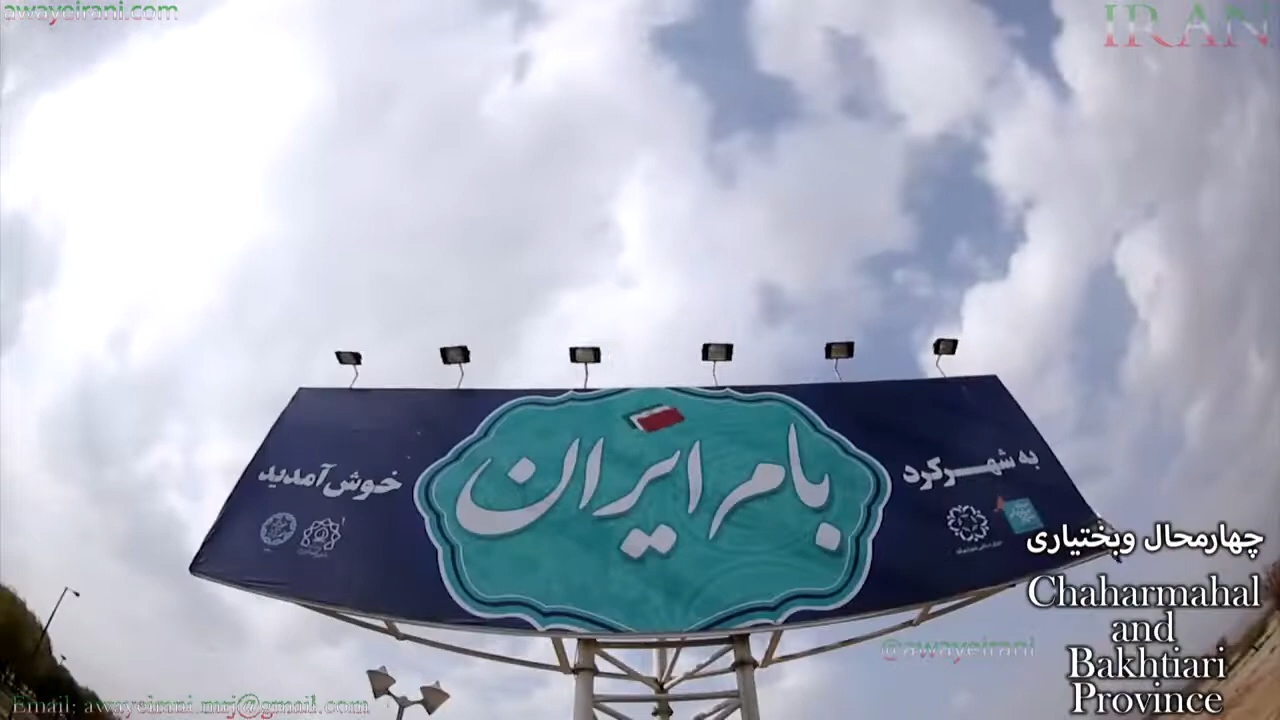 awayeirani.com
IRAN
به شهرکرد
بام ایران
خوش آمدید
چهارمحال وبختیاری
Chaharmahal
and
Bakhtiari
Province
@awayeirani
Email: awayeirani.mrj@gmail.com